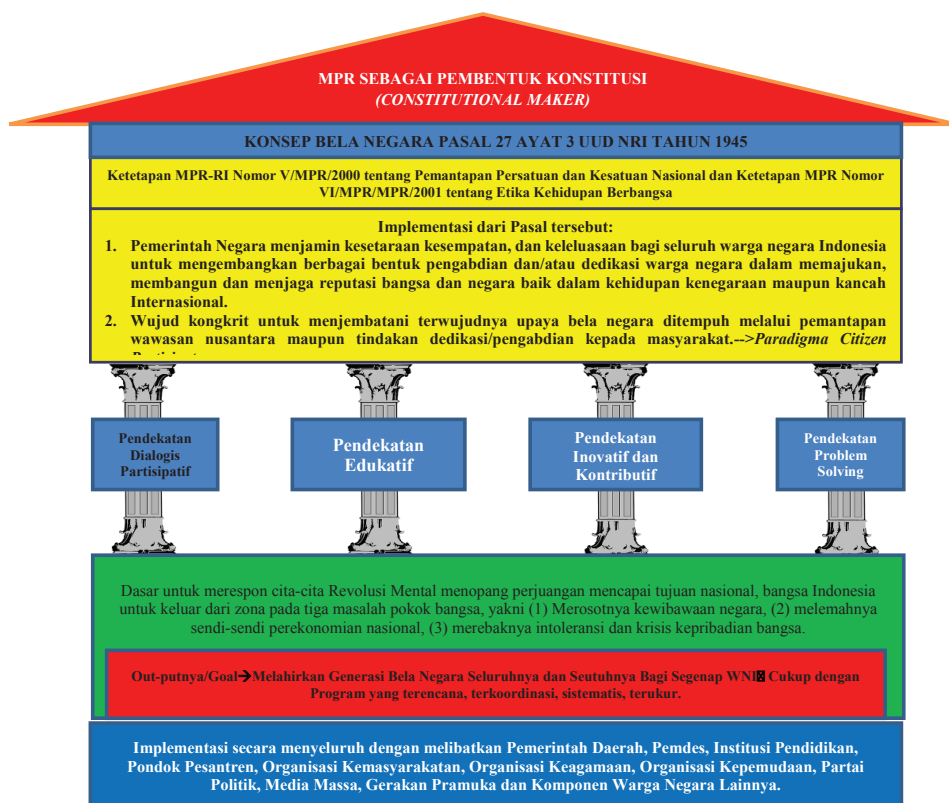 MPR SEBAGAI PEMBENTUK KONSTITUSI
(CONSTITUTIONAL MAKER)
KONSEP BELA NEGARA PASAL 27 AYAT 3 UUD NRI TAHUN 1945
Ketetapan MPR-RI Nomor V/MPR/2000 tentang Pemantapan Persatuan dan Kesatuan Nasional dan Ketetapan MPR Nomor
VI/MPR/MPR/2001 tentang Etika Kehidupan Berbangsa
Implementasi dari Pasal tersebut:
1. Pemerintah Negara menjamin kesetaraan kesempatan, dan keleluasaan bagi seluruh warga negara Indonesia
untuk mengembangkan berbagai bentuk pengabdian dan/atau dedikasi warga negara dalam memajukan,
membangun dan menjaga reputasi bangsa dan negara baik dalam kehidupan kenegaraan maupun kancah
Internasional.
2. Wujud kongkrit untuk menjembatani terwujudnya upaya bela negara ditempuh melalui pemantapan
wawasan nusantara maupun tindakan dedikasi/pengabdian kepada masyarakat.-->Paradigma Citizen
Pendekatan
Dialogis
Partisipatif
Pendekatan
Edukatif
Pendekatan
Inovatif dan
Kontributif
Pendekatan
Problem
Solving
Dasar untuk merespon cita-cita Revolusi Mental menopang perjuangan mencapai tujuan nasional, bangsa Indonesia
untuk keluar dari zona pada tiga masalah pokok bangsa, yakni (1) Merosotnya kewibawaan negara, (2) melemahnya
sendi-sendi perekonomian nasional, (3) merebaknya intoleransi dan krisis kepribadian bangsa.
Out-putnya/Goal→Melahirkan Generasi Bela Negara Seluruhnya dan Seutuhnya Bagi Segenap WNI Cukup dengan
Program yang terencana, terkoordinasi, sistematis, terukur.
Implementasi secara menyeluruh dengan melibatkan Pemerintah Daerah, Pemdes, Institusi Pendidikan,
Pondok Pesantren, Organisasi Kemasyarakatan, Organisasi Keagamaan, Organisasi Kepemudaan, Partai
Politik, Media Massa, Gerakan Pramuka dan Komponen Warga Negara Lainnya.